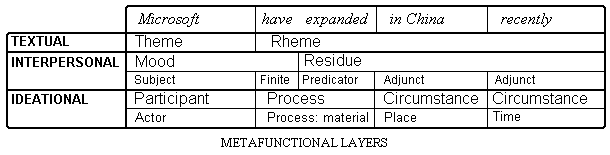 Microsoft have expanded in China recently
TEXTUAL Theme Rheme
INTERPERSONAL Mood Residue
Subject Finite Predicator Adjunct Adjunct
IDEATIONAL Participant Process Circumstance Circumstance
Actor Process: material Place Time
METAFUNCTIONAL LAYERS